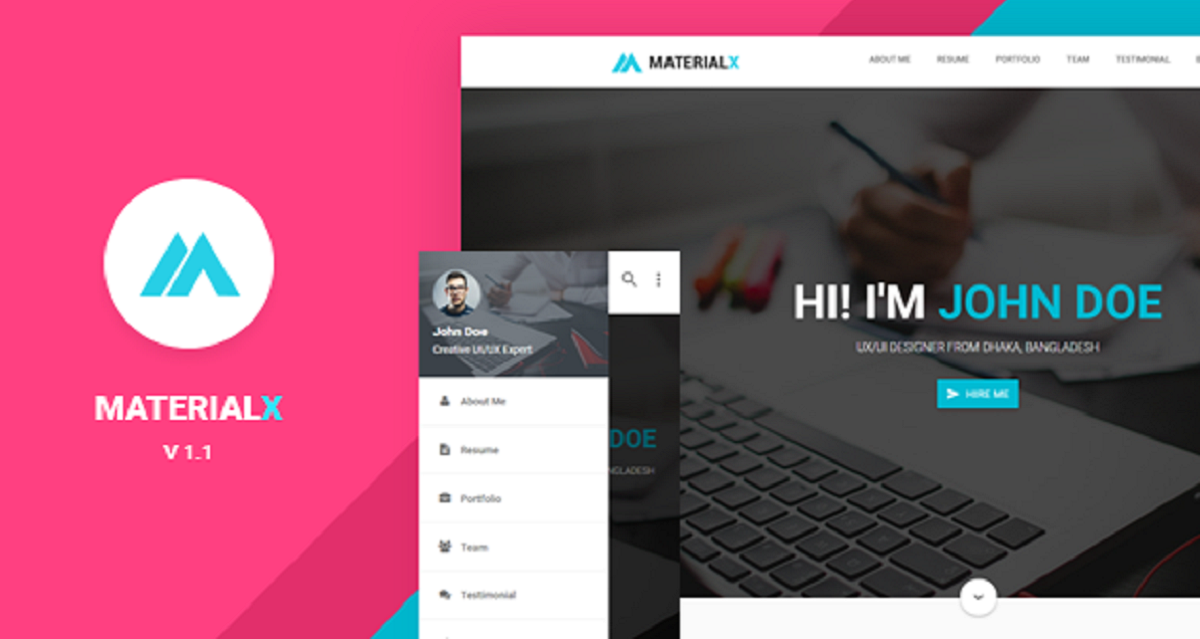 MATERIALX
V 1.1
MATERIALX
ABOUT ME
RESUME
PORTFOLIO
TEAM
TESTIMONIAL
HI! I'M JOHN DOE
UX/UI DESIGNER FROM DHAKA, BANGLADESH
HIRE ME
John Doe
Creative UI/UX Expert
About Me
Resume
Portfolio
Team
Testimonial
DOE
NGLADESH